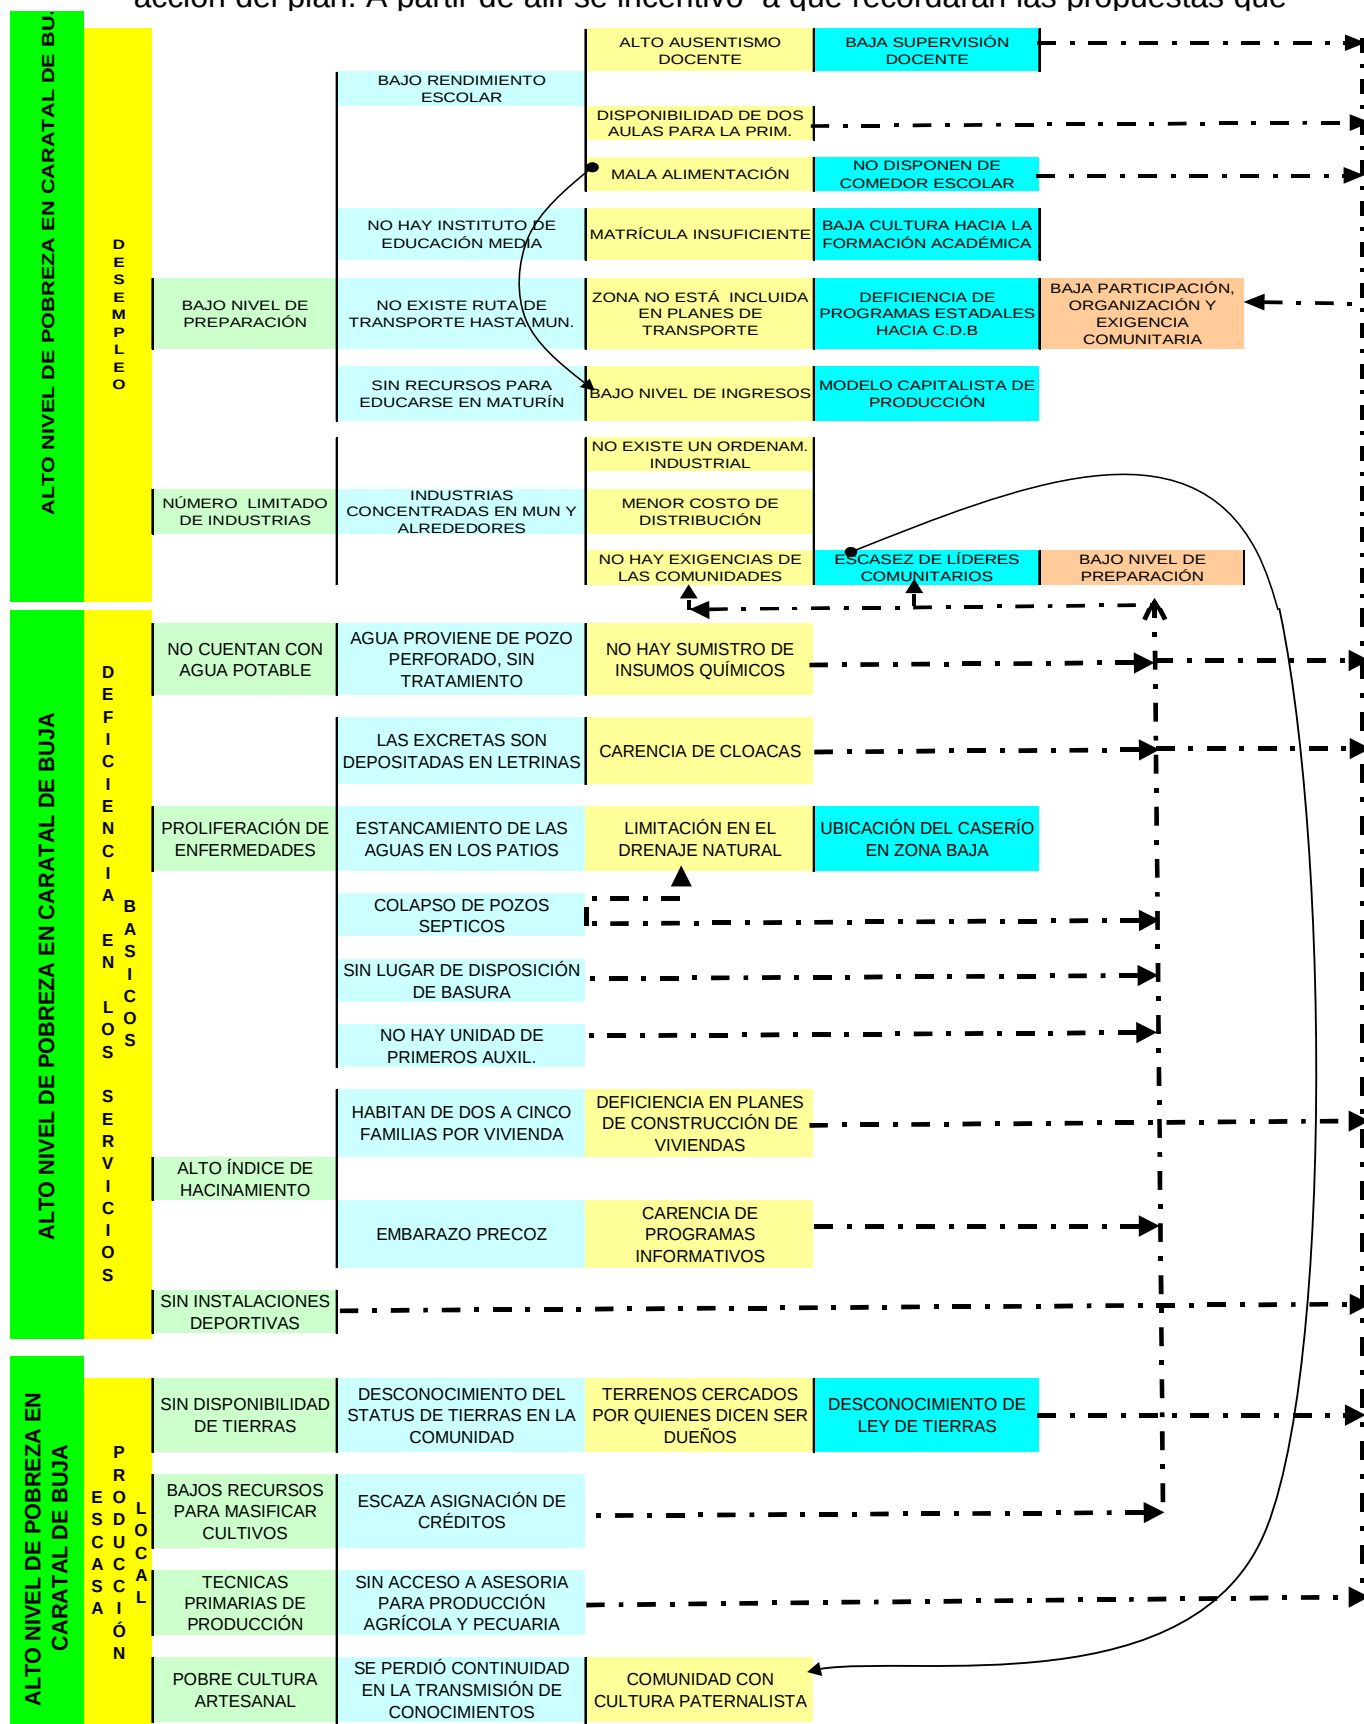 acción del plan. A partir de allí se incentivó a que recordaran las propuestas que
ALTO NIVEL DE POBREZA EN CARATAL DE BUJ
DESEMPLEO
BAJO NIVEL DE
PREPARACIÓN
BAJO RENDIMIENTO
ESCOLAR
ALTO AUSENTISMO
DOCENTE
BAJA SUPERVISIÓN
DOCENTE
DISPONIBILIDAD DE DOS
AULAS PARA LA PRIM.
MALA ALIMENTACIÓN
NO DISPONEN DE
COMEDOR ESCOLAR
NO HAY INSTITUTO DE
EDUCACIÓN MEDIA
MATRÍCULA INSUFICIENTE
BAJA CULTURA HACIA LA
FORMACIÓN ACADÉMICA
NO EXISTE RUTA DE
TRANSPORTE HASTA MUN.
ZONA NO ESTÁ INCLUIDA
EN PLANES DE
TRANSPORTE
DEFICIENCIA DE
PROGRAMAS ESTADALES
HACIA C.D.B
BAJA PARTICIPACIÓN,
ORGANIZACIÓN Y
EXIGENCIA
COMUNITARIA
SIN RECURSOS PARA
EDUCARSE EN MATURÍN
BAJO NIVEL DE INGRESOS
MODELO CAPITALISTA DE
PRODUCCIÓN
NÚMERO LIMITADO
DE INDUSTRIAS
INDUSTRIAS
CONCENTRADAS EN MUN Y
ALREDEDORES
NO EXISTE UN ORDENAM.
INDUSTRIAL
MENOR COSTO DE
DISTRIBUCIÓN
NO HAY EXIGENCIAS DE
LAS COMUNIDADES
ESCASEZ DE LÍDERES
COMUNITARIOS
BAJO NIVEL DE
PREPARACIÓN
ALTO NIVEL DE POBREZA EN CARATAL DE BUJA
DEFICIENCIA EN LOS SERVICIOS
BASICOS
NO CUENTAN CON
AGUA POTABLE
AGUA PROVIENE DE POZO
PERFORADO, SIN
TRATAMIENTO
NO HAY SUMISTRO DE
INSUMOS QUÍMICOS
LAS EXCRETAS SON
DEPOSITADAS EN LETRINAS
CARENCIA DE CLOACAS
PROLIFERACIÓN DE
ENFERMEDADES
ESTANCAMIENTO DE LAS
AGUAS EN LOS PATIOS
LIMITACIÓN EN EL
DRENAJE NATURAL
UBICACIÓN DEL CASERÍO
EN ZONA BAJA
COLAPSO DE POZOS
SEPTICOS
SIN LUGAR DE DISPOSICIÓN
DE BASURA
NO HAY UNIDAD DE
PRIMEROS AUXIL.
ALTO ÍNDICE DE
HACINAMIENTO
HABITAN DE DOS A CINCO
FAMILIAS POR VIVIENDA
DEFICIENCIA EN PLANES
DE CONSTRUCCIÓN DE
VIVIENDAS
EMBARAZO PRECOZ
CARENCIA DE
PROGRAMAS
INFORMATIVOS
SIN INSTALACIONES
DEPORTIVAS
ALTO NIVEL DE POBREZA EN
CARATAL DE BUJA
ESCASA
PRODUCCIÓN
LOCAL
SIN DISPONIBILIDAD
DE TIERRAS
DESCONOCIMIENTO DEL
STATUS DE TIERRAS EN LA
COMUNIDAD
TERRENOS CERCADOS
POR QUIENES DICEN SER
DUEÑOS
DESCONOCIMIENTO DE
LEY DE TIERRAS
BAJOS RECURSOS
PARA MASIFICAR
CULTIVOS
ESCAZA ASIGNACIÓN DE
CRÉDITOS
TECNICAS
PRIMARIAS DE
PRODUCCIÓN
SIN ACCESO A ASESORIA
PARA PRODUCCIÓN
AGRÍCOLA Y PECUARIA
POBRE CULTURA
ARTESANAL
SE PERDIÓ CONTINUIDAD
EN LA TRANSMISIÓN DE
CONOCIMIENTOS
COMUNIDAD CON
CULTURA PATERNALISTA